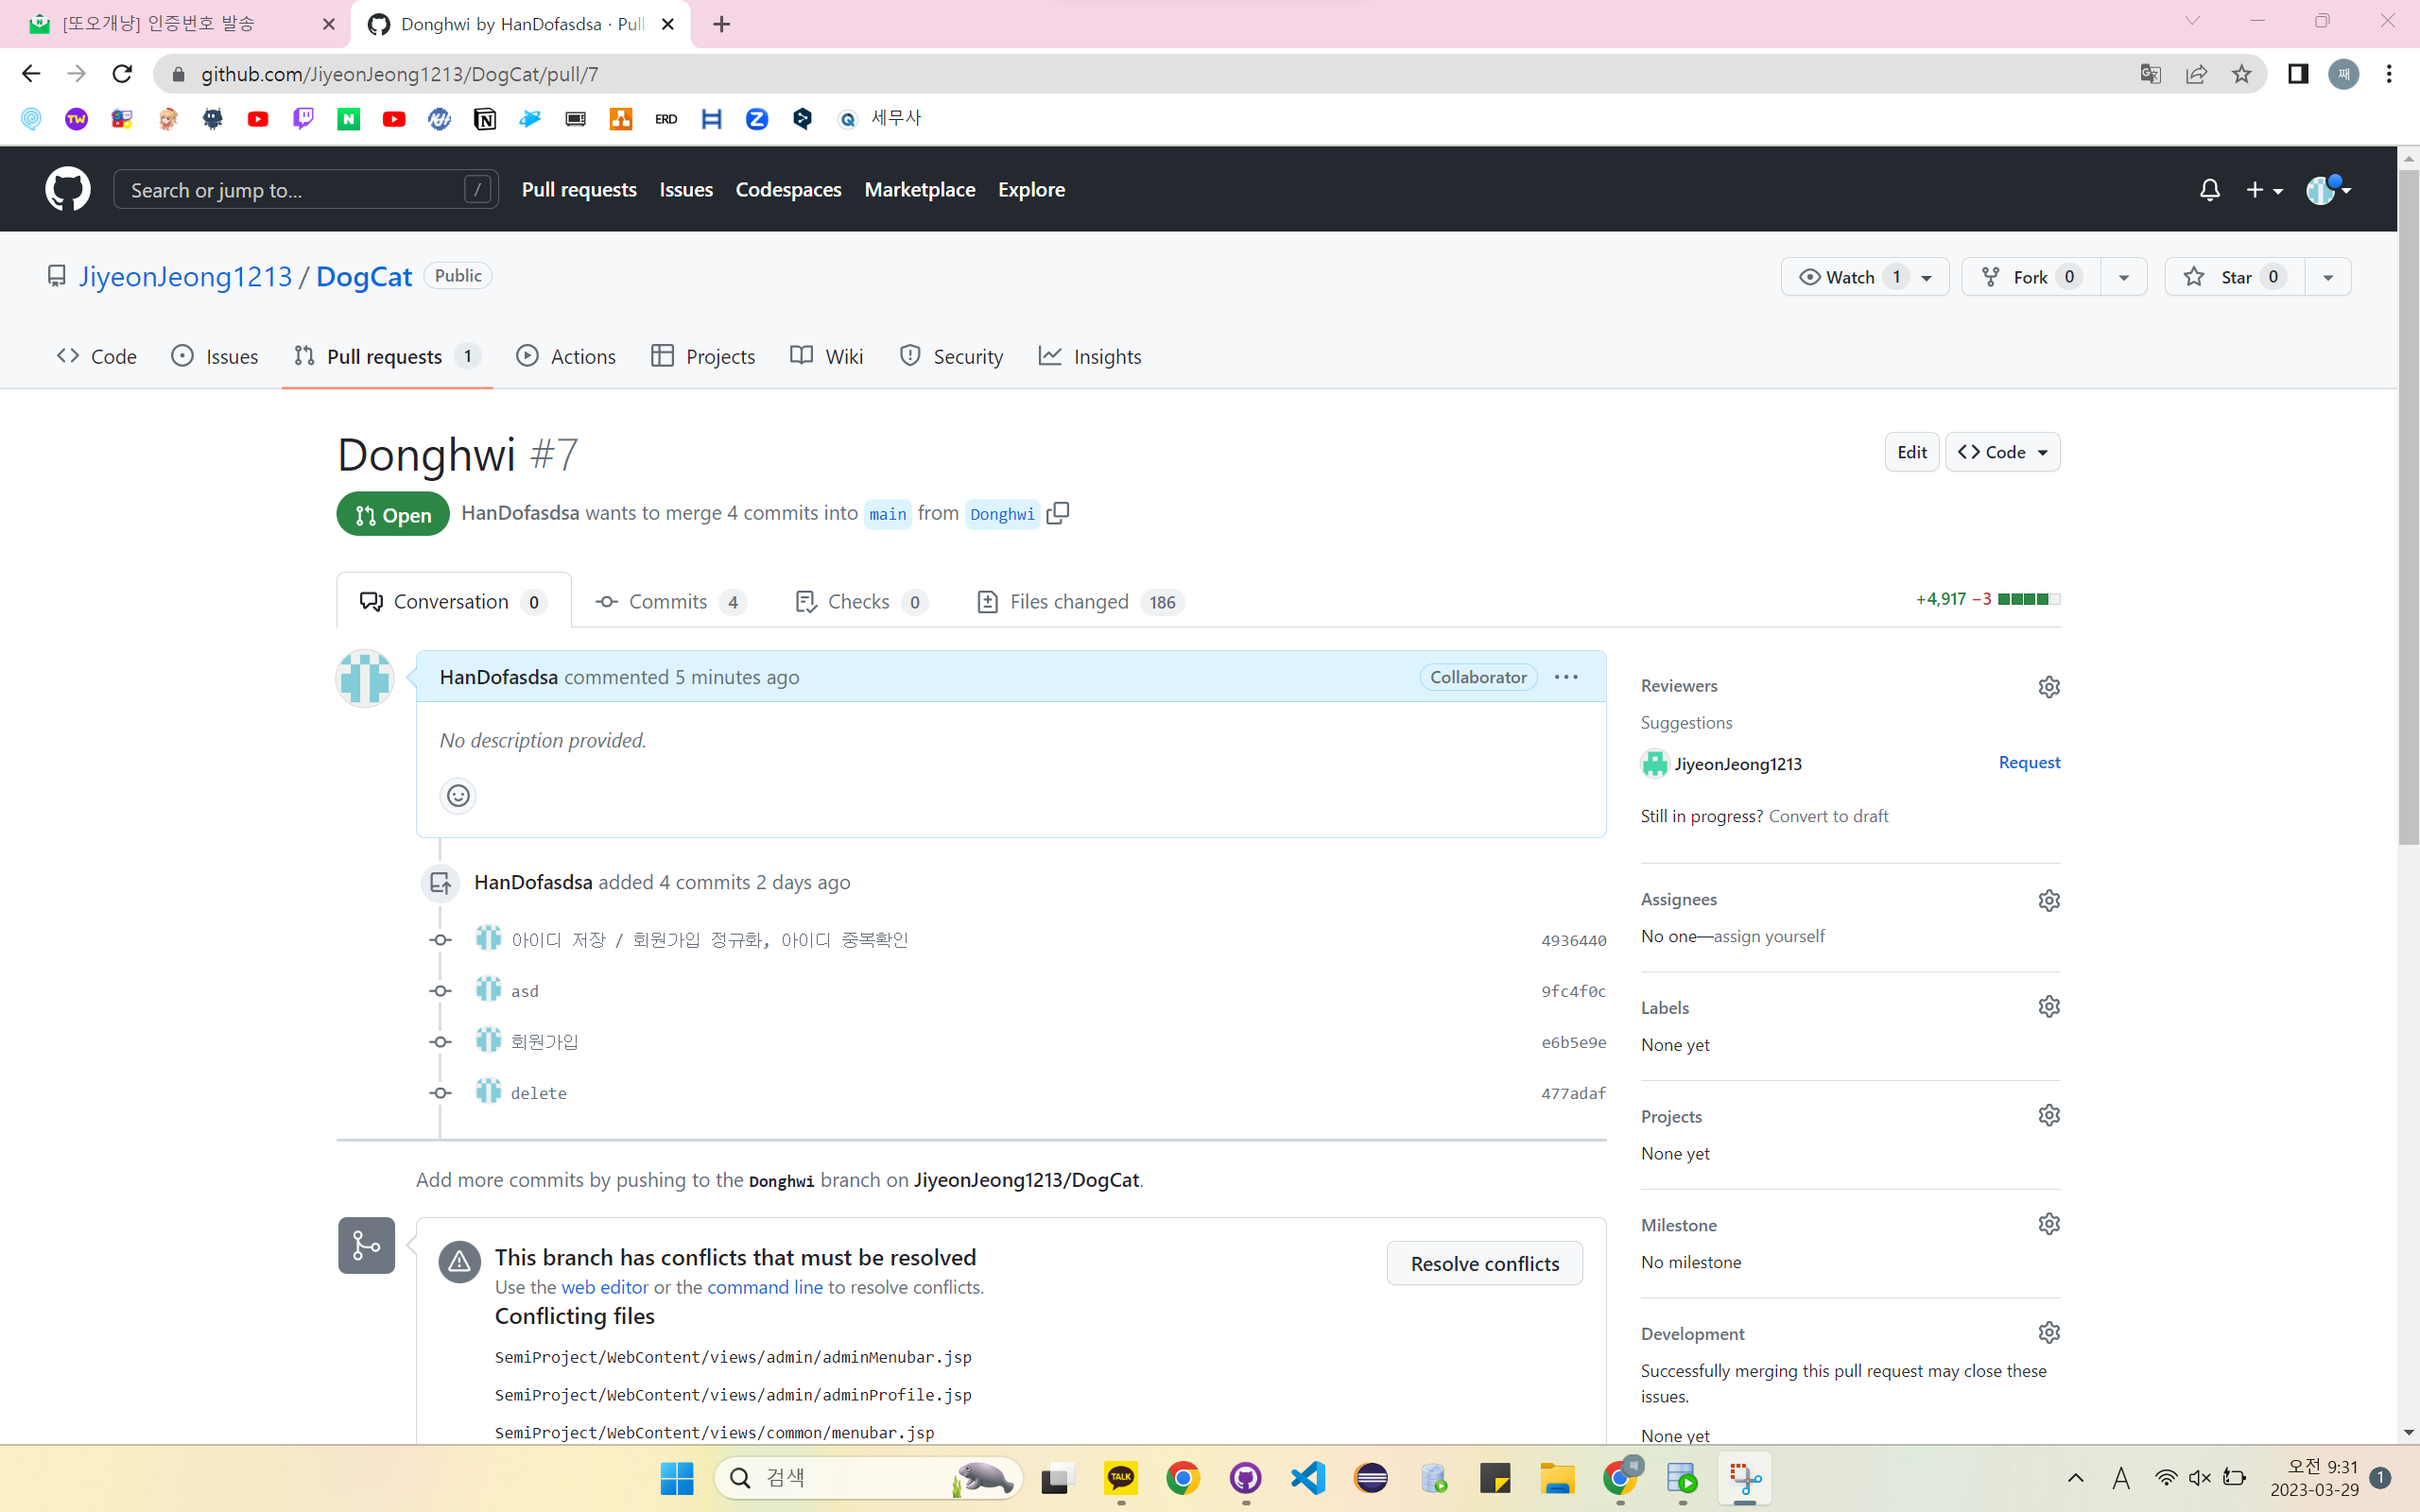 [또오개냥] 인증번호 발송
Donghwi by HanDofasdsa · Pull
github.com/JiyeonJeong1213/DogCat/pull/7
째
TW
N
ERD
세무사
Search or jump to...
/
Pull requests
Issues
Codespaces
Marketplace
Explore
JiyeonJeong1213 / DogCat
Public
Watch 1
Fork 0
Star 0
Code
Issues
Pull requests 1
Actions
Projects
Wiki
Security
Insights
Donghwi #7
Edit
Code
Open
HanDofasdsa wants to merge 4 commits into main from Donghwi
Conversation 0
Commits 4
Checks 0
Files changed 186
+4,917 −3
HanDofasdsa commented 5 minutes ago
Collaborator
No description provided.
HanDofasdsa added 4 commits 2 days ago
아이디 저장 / 회원가입 정규화, 아이디 중복확인
4936440
asd
9fc4f0c
회원가입
e6b5e9e
delete
477adaf
Add more commits by pushing to the Donghwi branch on JiyeonJeong1213/DogCat.
This branch has conflicts that must be resolved
Use the web editor or the command line to resolve conflicts.
Resolve conflicts
Conflicting files
SemiProject/WebContent/views/admin/adminMenubar.jsp
SemiProject/WebContent/views/admin/adminProfile.jsp
SemiProject/WebContent/views/common/menubar.jsp
Reviewers
Suggestions
JiyeonJeong1213
Request
Still in progress? Convert to draft
Assignees
No one—assign yourself
Labels
None yet
Projects
None yet
Milestone
No milestone
Development
Successfully merging this pull request may close these
issues.
None yet
검색
TALK
A
오전 9:31
2023-03-29
1